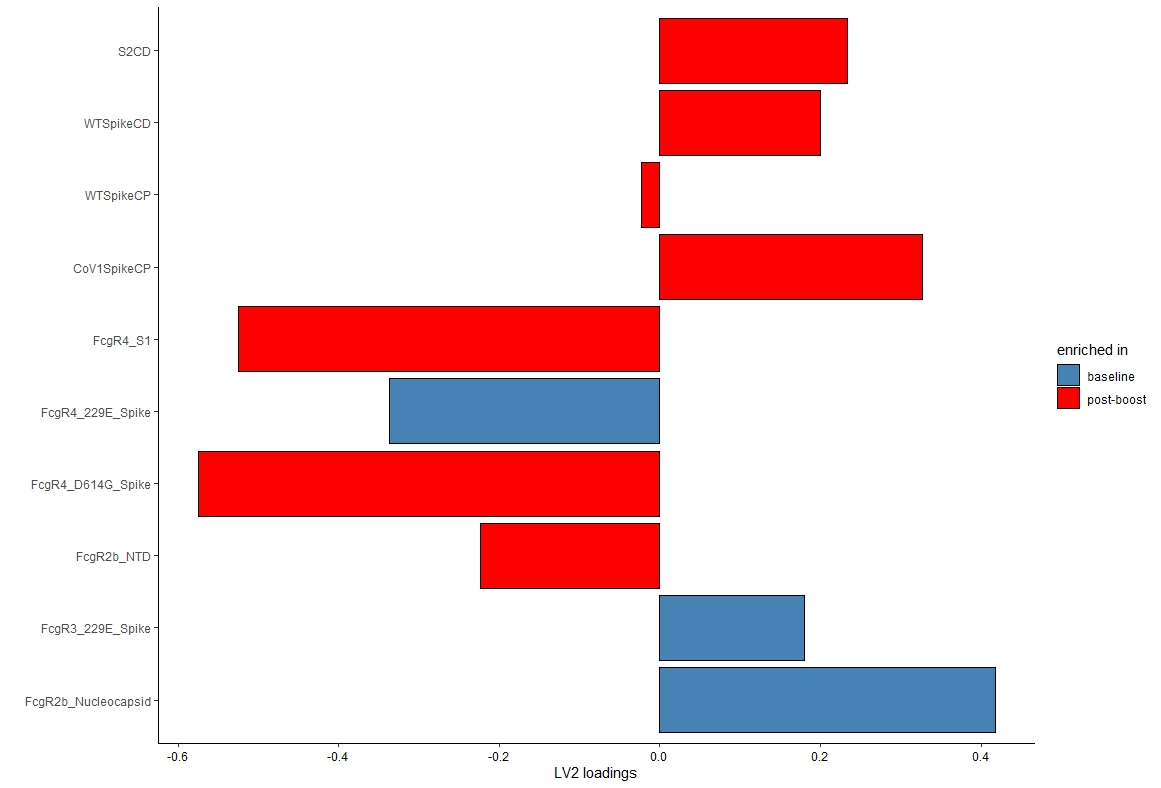 S2CD
WTSpikeCD
WTSpikeCP
CoV1SpikeCP
FcgR4_S1
FcgR4_229E_Spike
FcgR4_D614G_Spike
FcgR2b_NTD
FcgR3_229E_Spike
FcgR2b_Nucleocapsid
-0.6 -0.4 -0.2 0.0 0.2 0.4
LV2 loadings
enriched in
baseline
post-boost